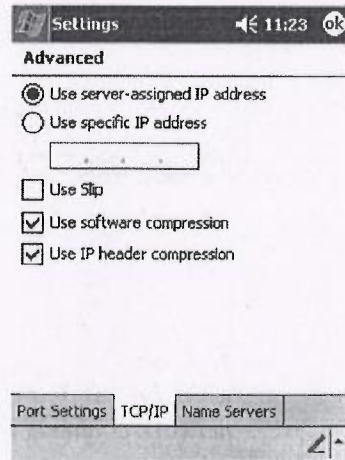 Settings 11:23 ok
Advanced
Use server-assigned IP address
Use specific IP address
. . .
Use Slip
Use software compression
Use IP header compression
Port Settings TCP/IP Name Servers